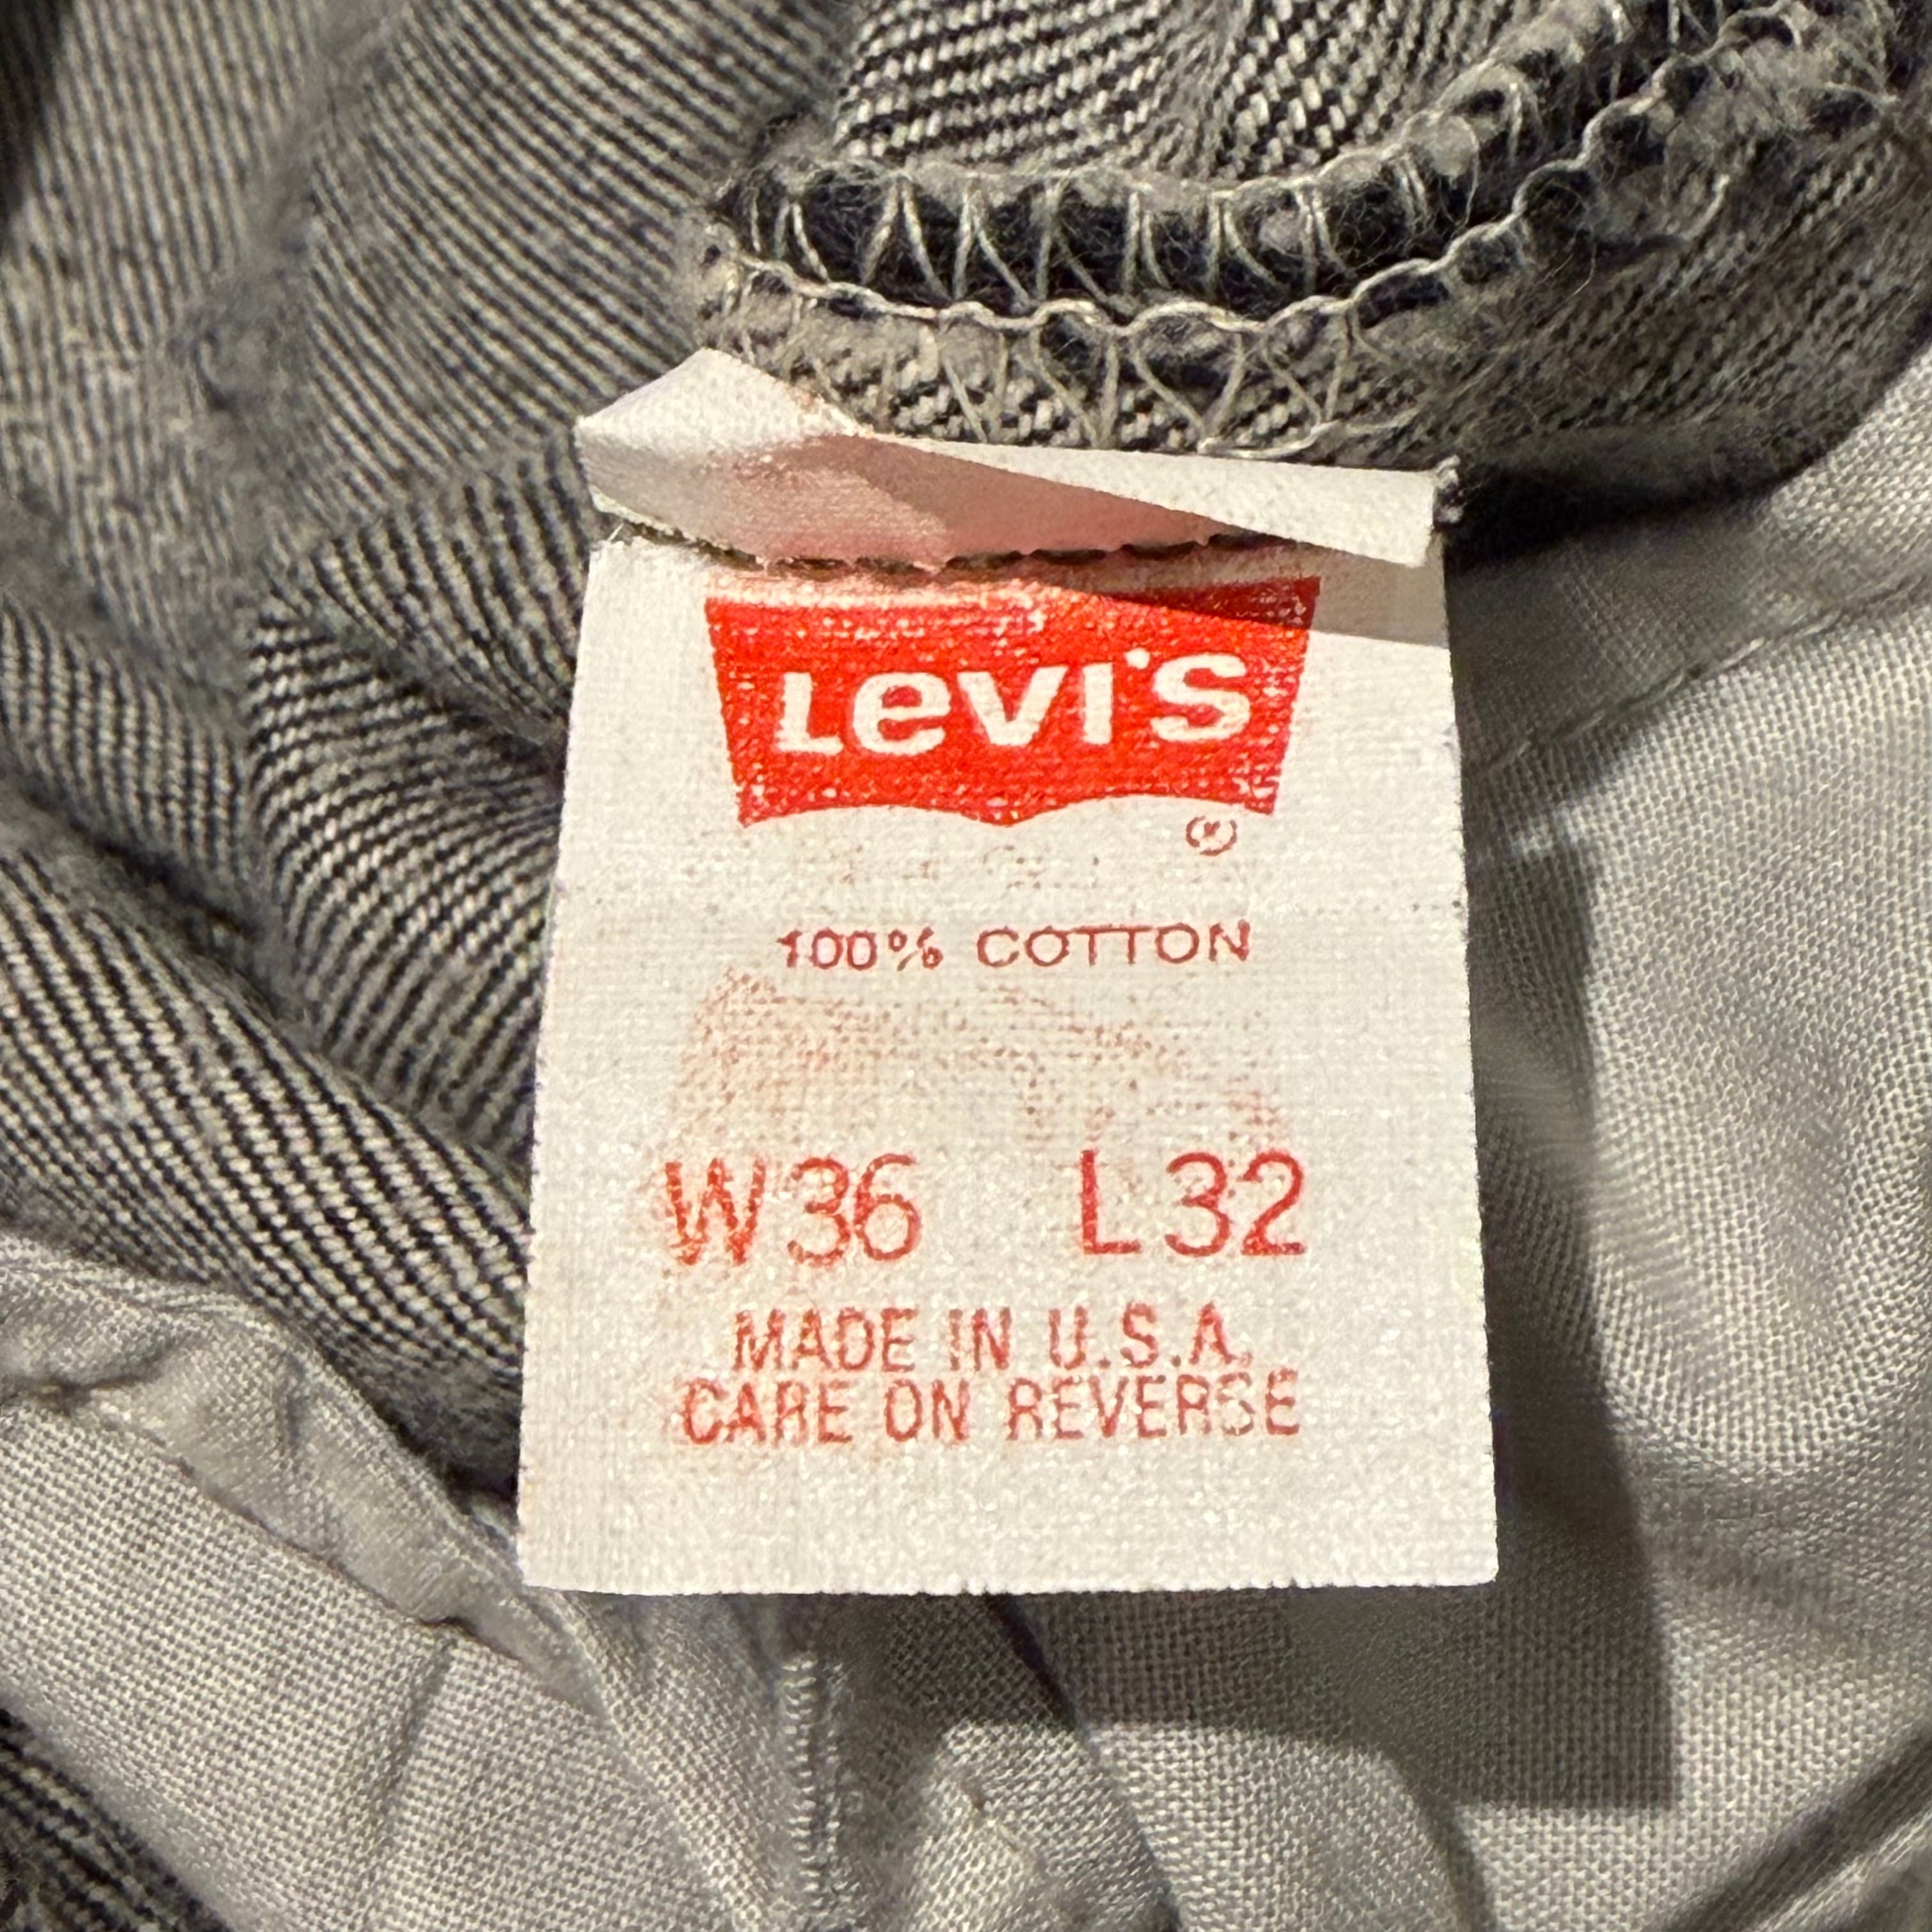 Levi's
®
100% COTTON
W36 L32
MADE IN U.S.A.
CARE ON REVERSE